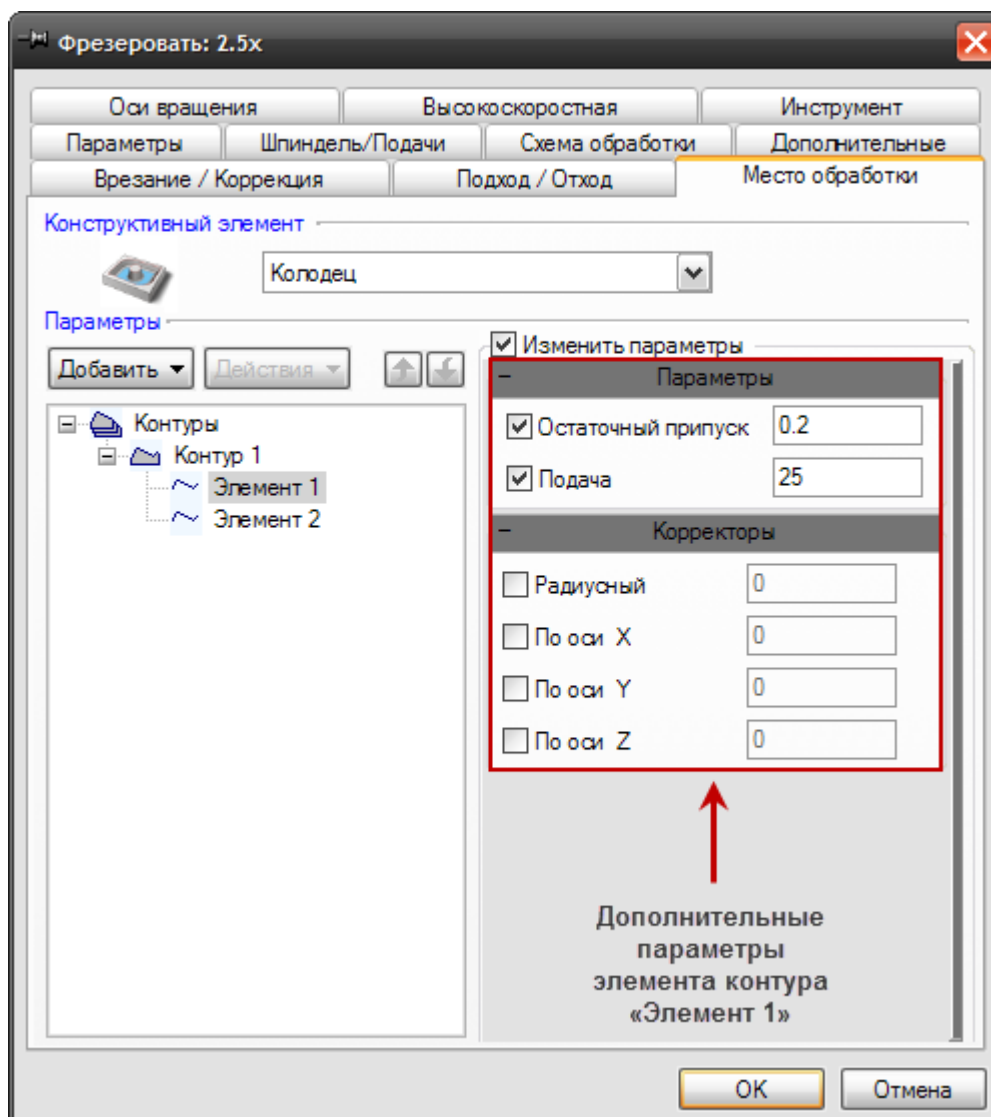 Фрезеровать: 2.5x
Оси вращения
Высокоскоростная
Инструмент
Параметры
Шпиндель/Подачи
Схема обработки
Дополнительные
Врезание / Коррекция
Подход / Отход
Место обработки
Конструктивный элемент
Колодец
Параметры
Добавить
Действия
Изменить параметры
Контуры
Контур 1
Элемент 1
Элемент 2
Параметры
Остаточный припуск 0.2
Подача 25
Корректоры
Радиусный 0
По оси X 0
По оси Y 0
По оси Z 0
Дополнительные
параметры
элемента контура
«Элемент 1»
OK
Отмена